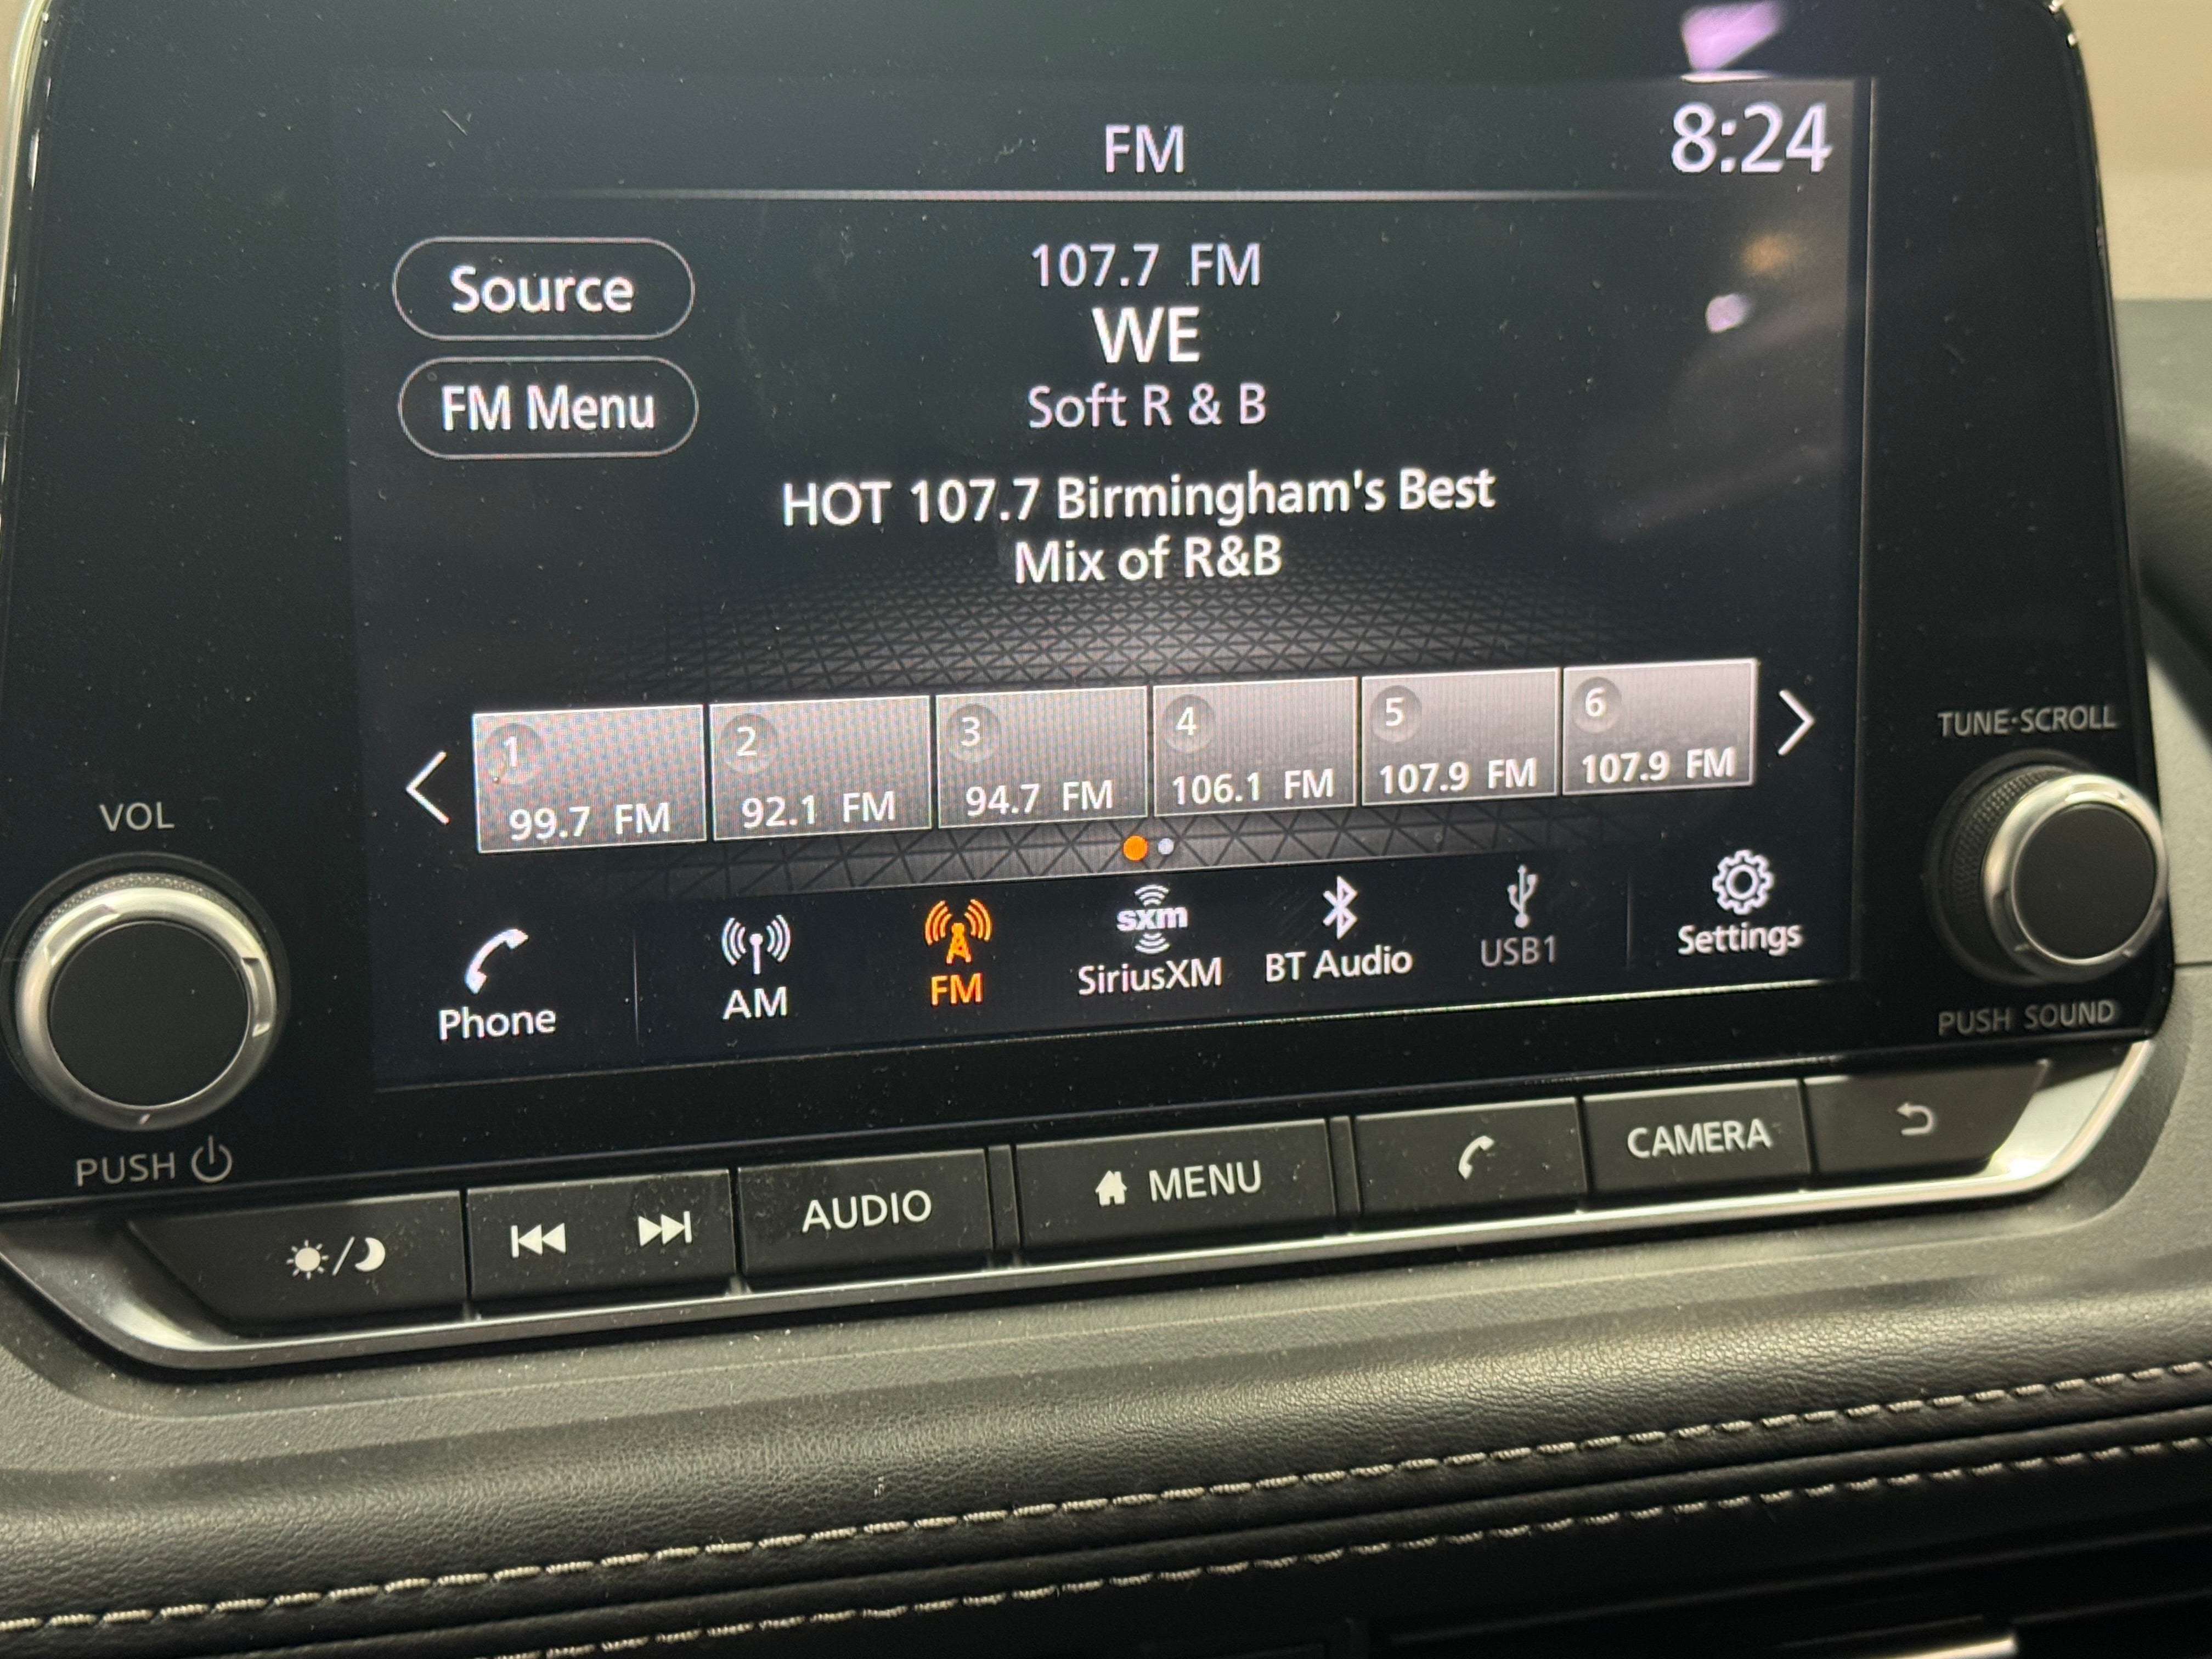 FM
8:24
Source
FM Menu
107.7 FM
WE
Soft R & B
HOT 107.7 Birmingham's Best
Mix of R&B
1
99.7 FM
2
92.1 FM
3
94.7 FM
4
106.1 FM
5
107.9 FM
6
107.9 FM
VOL
PUSH
TUNE·SCROLL
PUSH SOUND
Phone
AM
FM
sxm
SiriusXM
BT Audio
USB1
Settings
AUDIO
MENU
CAMERA